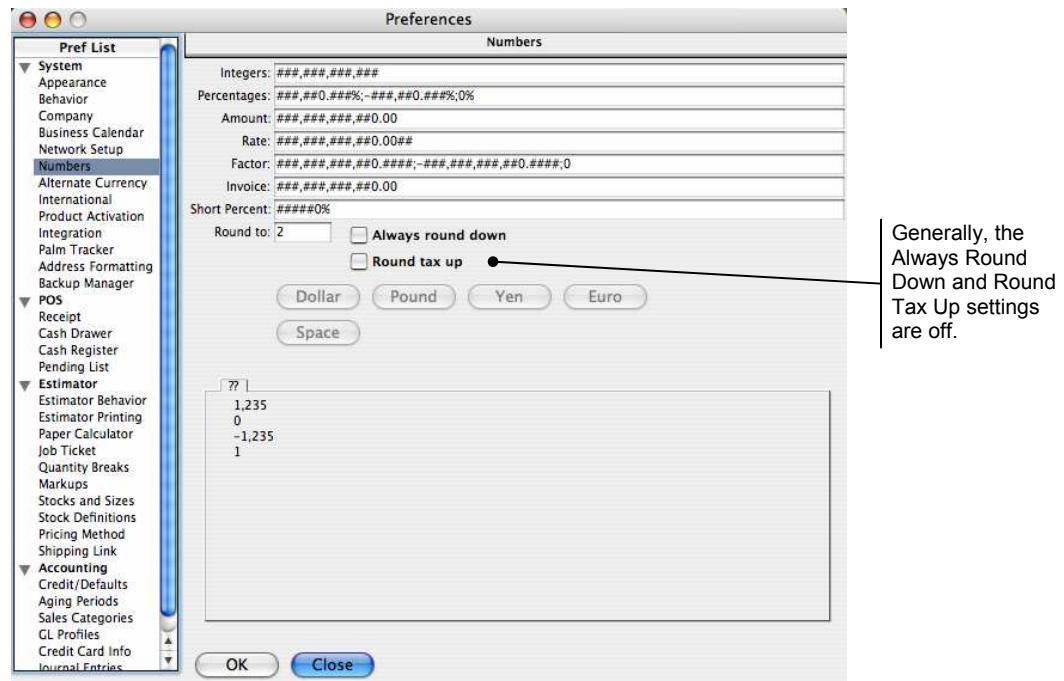 Preferences
Pref List
System
Appearance
Behavior
Company
Business Calendar
Network Setup
Numbers
Alternate Currency
International
Product Activation
Integration
Palm Tracker
Address Formatting
Backup Manager
POS
Receipt
Cash Drawer
Cash Register
Pending List
Estimator
Estimator Behavior
Estimator Printing
Paper Calculator
Job Ticket
Quantity Breaks
Markups
Stocks and Sizes
Stock Definitions
Pricing Method
Shipping Link
Accounting
Credit/Defaults
Aging Periods
Sales Categories
GL Profiles
Credit Card Info
Journal Entries
Numbers
Integers: ###,###,###,###
Percentages: ###,##0.###%;-###,##0.###%;0%
Amount: ###,###,###,##0.00
Rate: ###,###,###,##0.00##
Factor: ###,###,###,##0.####;-###,###,###,##0.####;0
Invoice: ###,###,###,##0.00
Short Percent: #####0%
Round to: 2 Always round down
Round tax up
Dollar Pound Yen Euro
Space
??
1,235
0
-1,235
1
OK Close
Generally, the
Always Round
Down and Round
Tax Up settings
are off.